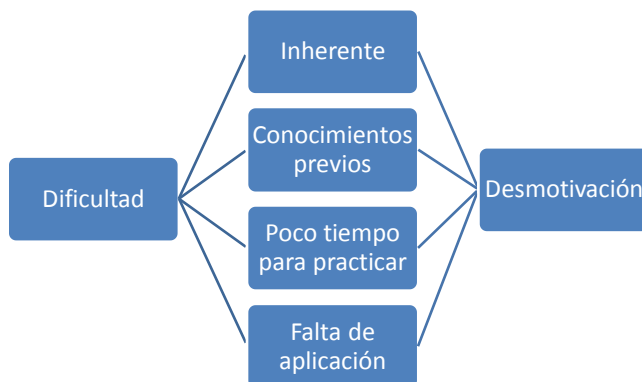 Inherente
Conocimientos
previos
Dificultad
Desmotivación
Poco tiempo
para practicar
Falta de
aplicación